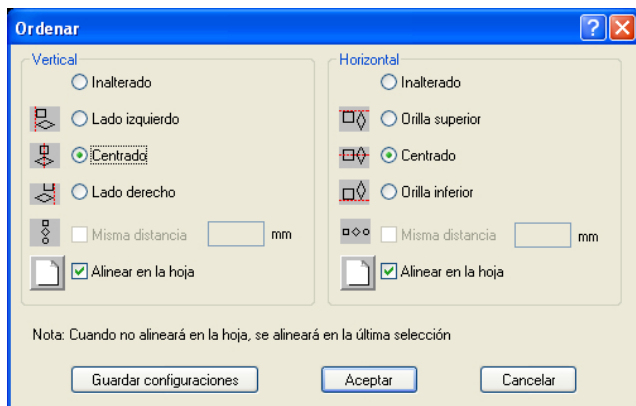 Ordenar
Vertical
Inalterado
Lado izquierdo
Centrado
Lado derecho
Misma distancia mm
Alinear en la hoja
Horizontal
Inalterado
Orilla superior
Centrado
Orilla inferior
Misma distancia mm
Alinear en la hoja
Nota: Cuando no alineará en la hoja, se alineará en la última selección
Guardar configuraciones Aceptar Cancelar